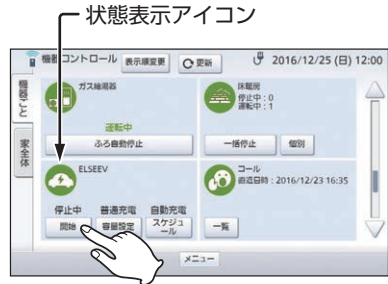 状態表示アイコン
機器コントロール 表示順変更 更新 2016/12/25 (日) 12:00
機器ごと
家全体
ガス給湯器
運転中
ふろ自動停止
床暖房
停止中:0
運転中:1
一括停止 個別
ELSEEV
停止中 普通充電 自動充電
開始 容量設定 スケジュール
コール
直近日時:2016/12/23 16:35
一覧
メニュー